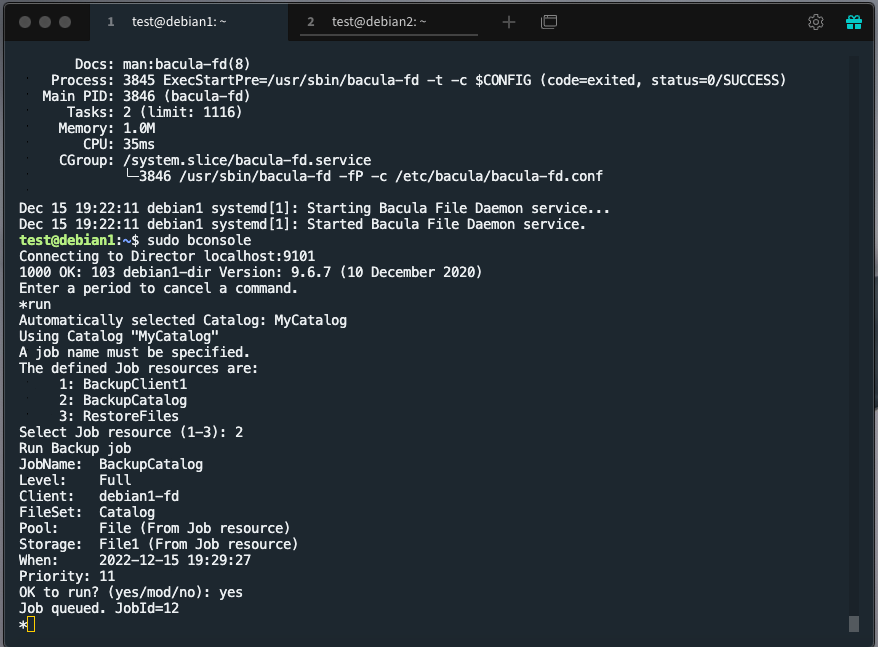 1 test@debian1: ~ 2 test@debian2: ~
Docs: man:bacula-fd(8)
Process: 3845 ExecStartPre=/usr/sbin/bacula-fd -t -c $CONFIG (code=exited, status=0/SUCCESS)
Main PID: 3846 (bacula-fd)
Tasks: 2 (limit: 1116)
Memory: 1.0M
CPU: 35ms
CGroup: /system.slice/bacula-fd.service
└─3846 /usr/sbin/bacula-fd -fP -c /etc/bacula/bacula-fd.conf
Dec 15 19:22:11 debian1 systemd[1]: Starting Bacula File Daemon service...
Dec 15 19:22:11 debian1 systemd[1]: Started Bacula File Daemon service.
test@debian1:~$ sudo bconsole
Connecting to Director localhost:9101
1000 OK: 103 debian1-dir Version: 9.6.7 (10 December 2020)
Enter a period to cancel a command.
*run
Automatically selected Catalog: MyCatalog
Using Catalog "MyCatalog"
A job name must be specified.
The defined Job resources are:
1: BackupClient1
2: BackupCatalog
3: RestoreFiles
Select Job resource (1-3): 2
Run Backup job
JobName: BackupCatalog
Level: Full
Client: debian1-fd
FileSet: Catalog
Pool: File (From Job resource)
Storage: File1 (From Job resource)
When: 2022-12-15 19:29:27
Priority: 11
OK to run? (yes/mod/no): yes
Job queued. JobId=12
*